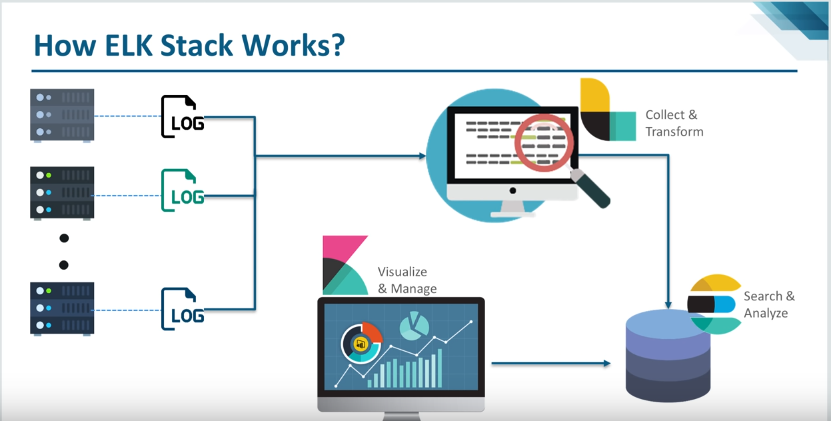 How ELK Stack Works?
LOG
Collect &
Transform
LOG
Visualize
& Manage
Search &
Analyze
LOG